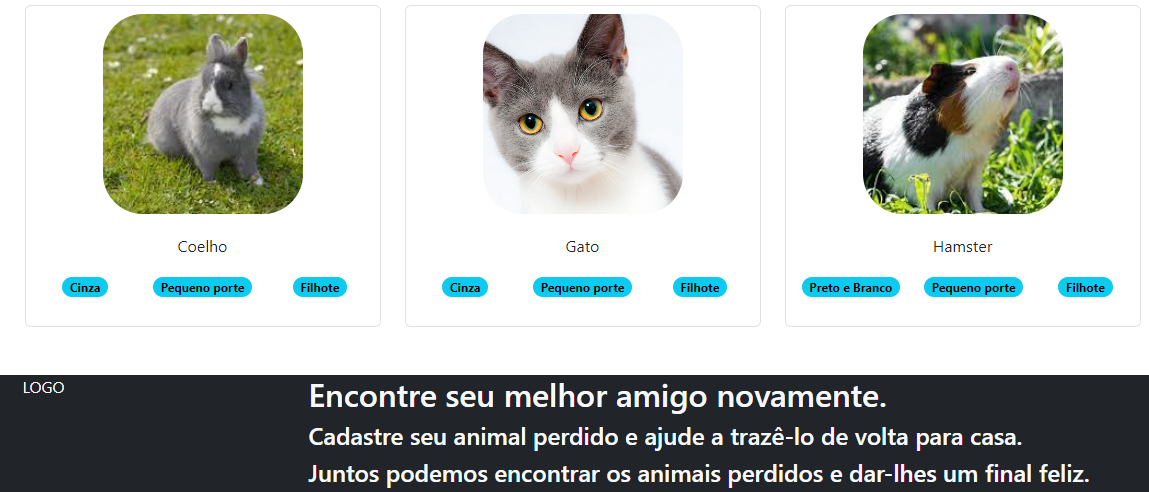 Coelho
Cinza Pequeno porte Filhote
Gato
Cinza Pequeno porte Filhote
Hamster
Preto e Branco Pequeno porte Filhote
LOGO
Encontre seu melhor amigo novamente.
Cadastre seu animal perdido e ajude a trazê-lo de volta para casa.
Juntos podemos encontrar os animais perdidos e dar-lhes um final feliz.